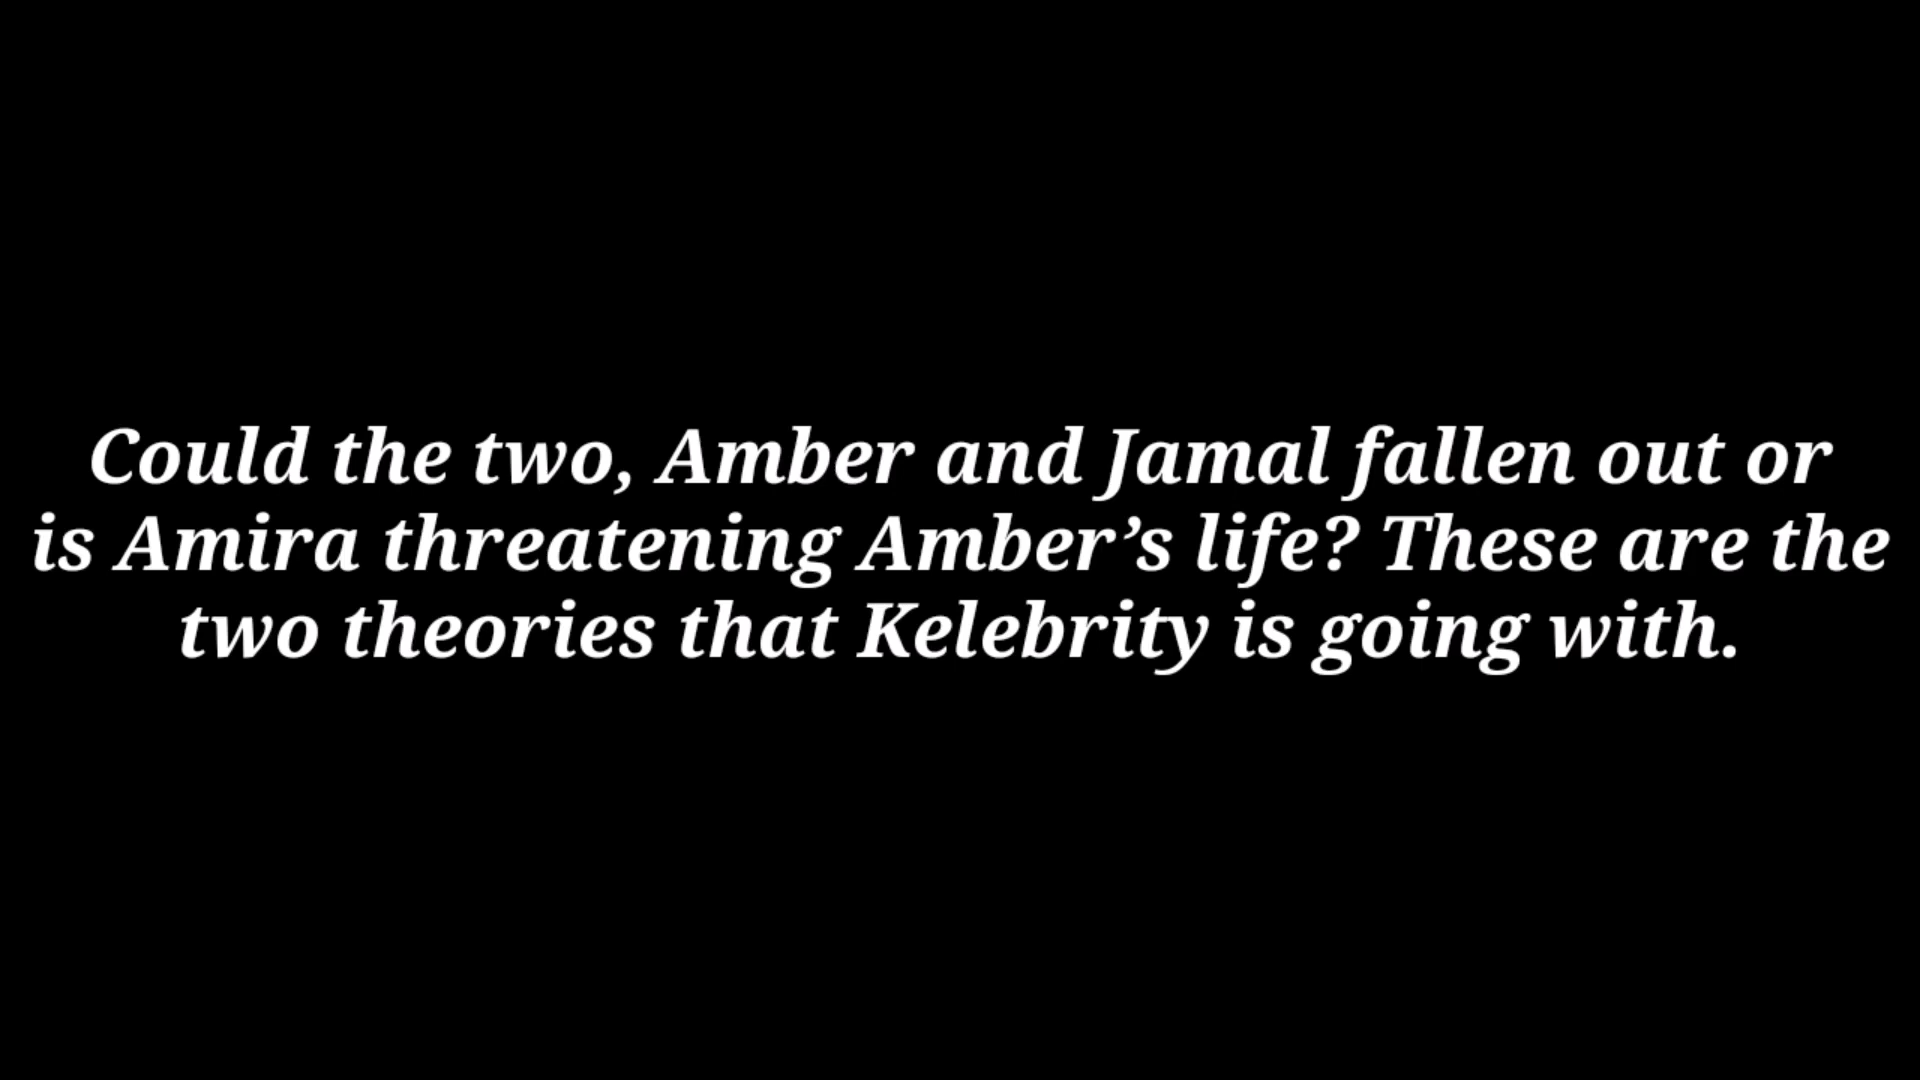 Could the two, Amber and Jamal fallen out or
is Amira threatening Amber’s life? These are the
two theories that Kelebrity is going with.